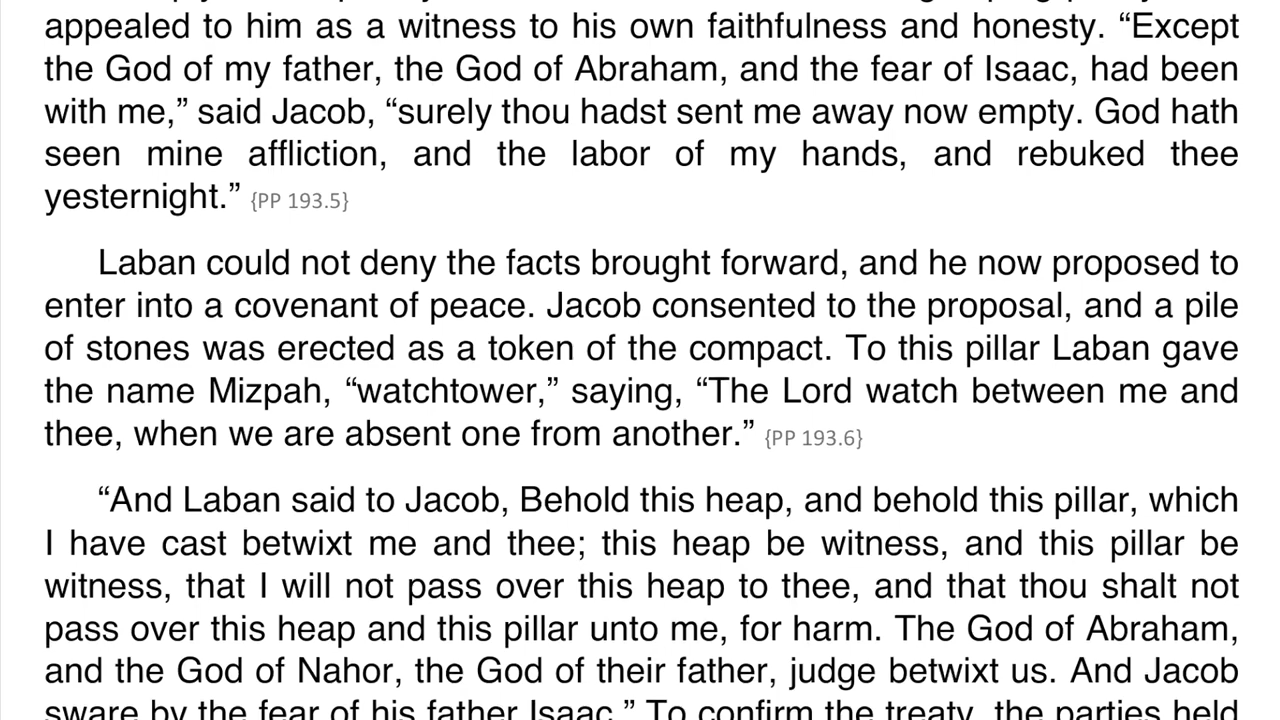 appealed to him as a witness to his own faithfulness and honesty. “Except
the God of my father, the God of Abraham, and the fear of Isaac, had been
with me,” said Jacob, “surely thou hadst sent me away now empty. God hath
seen mine affliction, and the labor of my hands, and rebuked thee
yesternight.” {PP 193.5}
Laban could not deny the facts brought forward, and he now proposed to
enter into a covenant of peace. Jacob consented to the proposal, and a pile
of stones was erected as a token of the compact. To this pillar Laban gave
the name Mizpah, “watchtower,” saying, “The Lord watch between me and
thee, when we are absent one from another.” {PP 193.6}
“And Laban said to Jacob, Behold this heap, and behold this pillar, which
I have cast betwixt me and thee; this heap be witness, and this pillar be
witness, that I will not pass over this heap to thee, and that thou shalt not
pass over this heap and this pillar unto me, for harm. The God of Abraham,
and the God of Nahor, the God of their father, judge betwixt us. And Jacob
sware by the fear of his father Isaac.” To confirm the treaty, the parties held